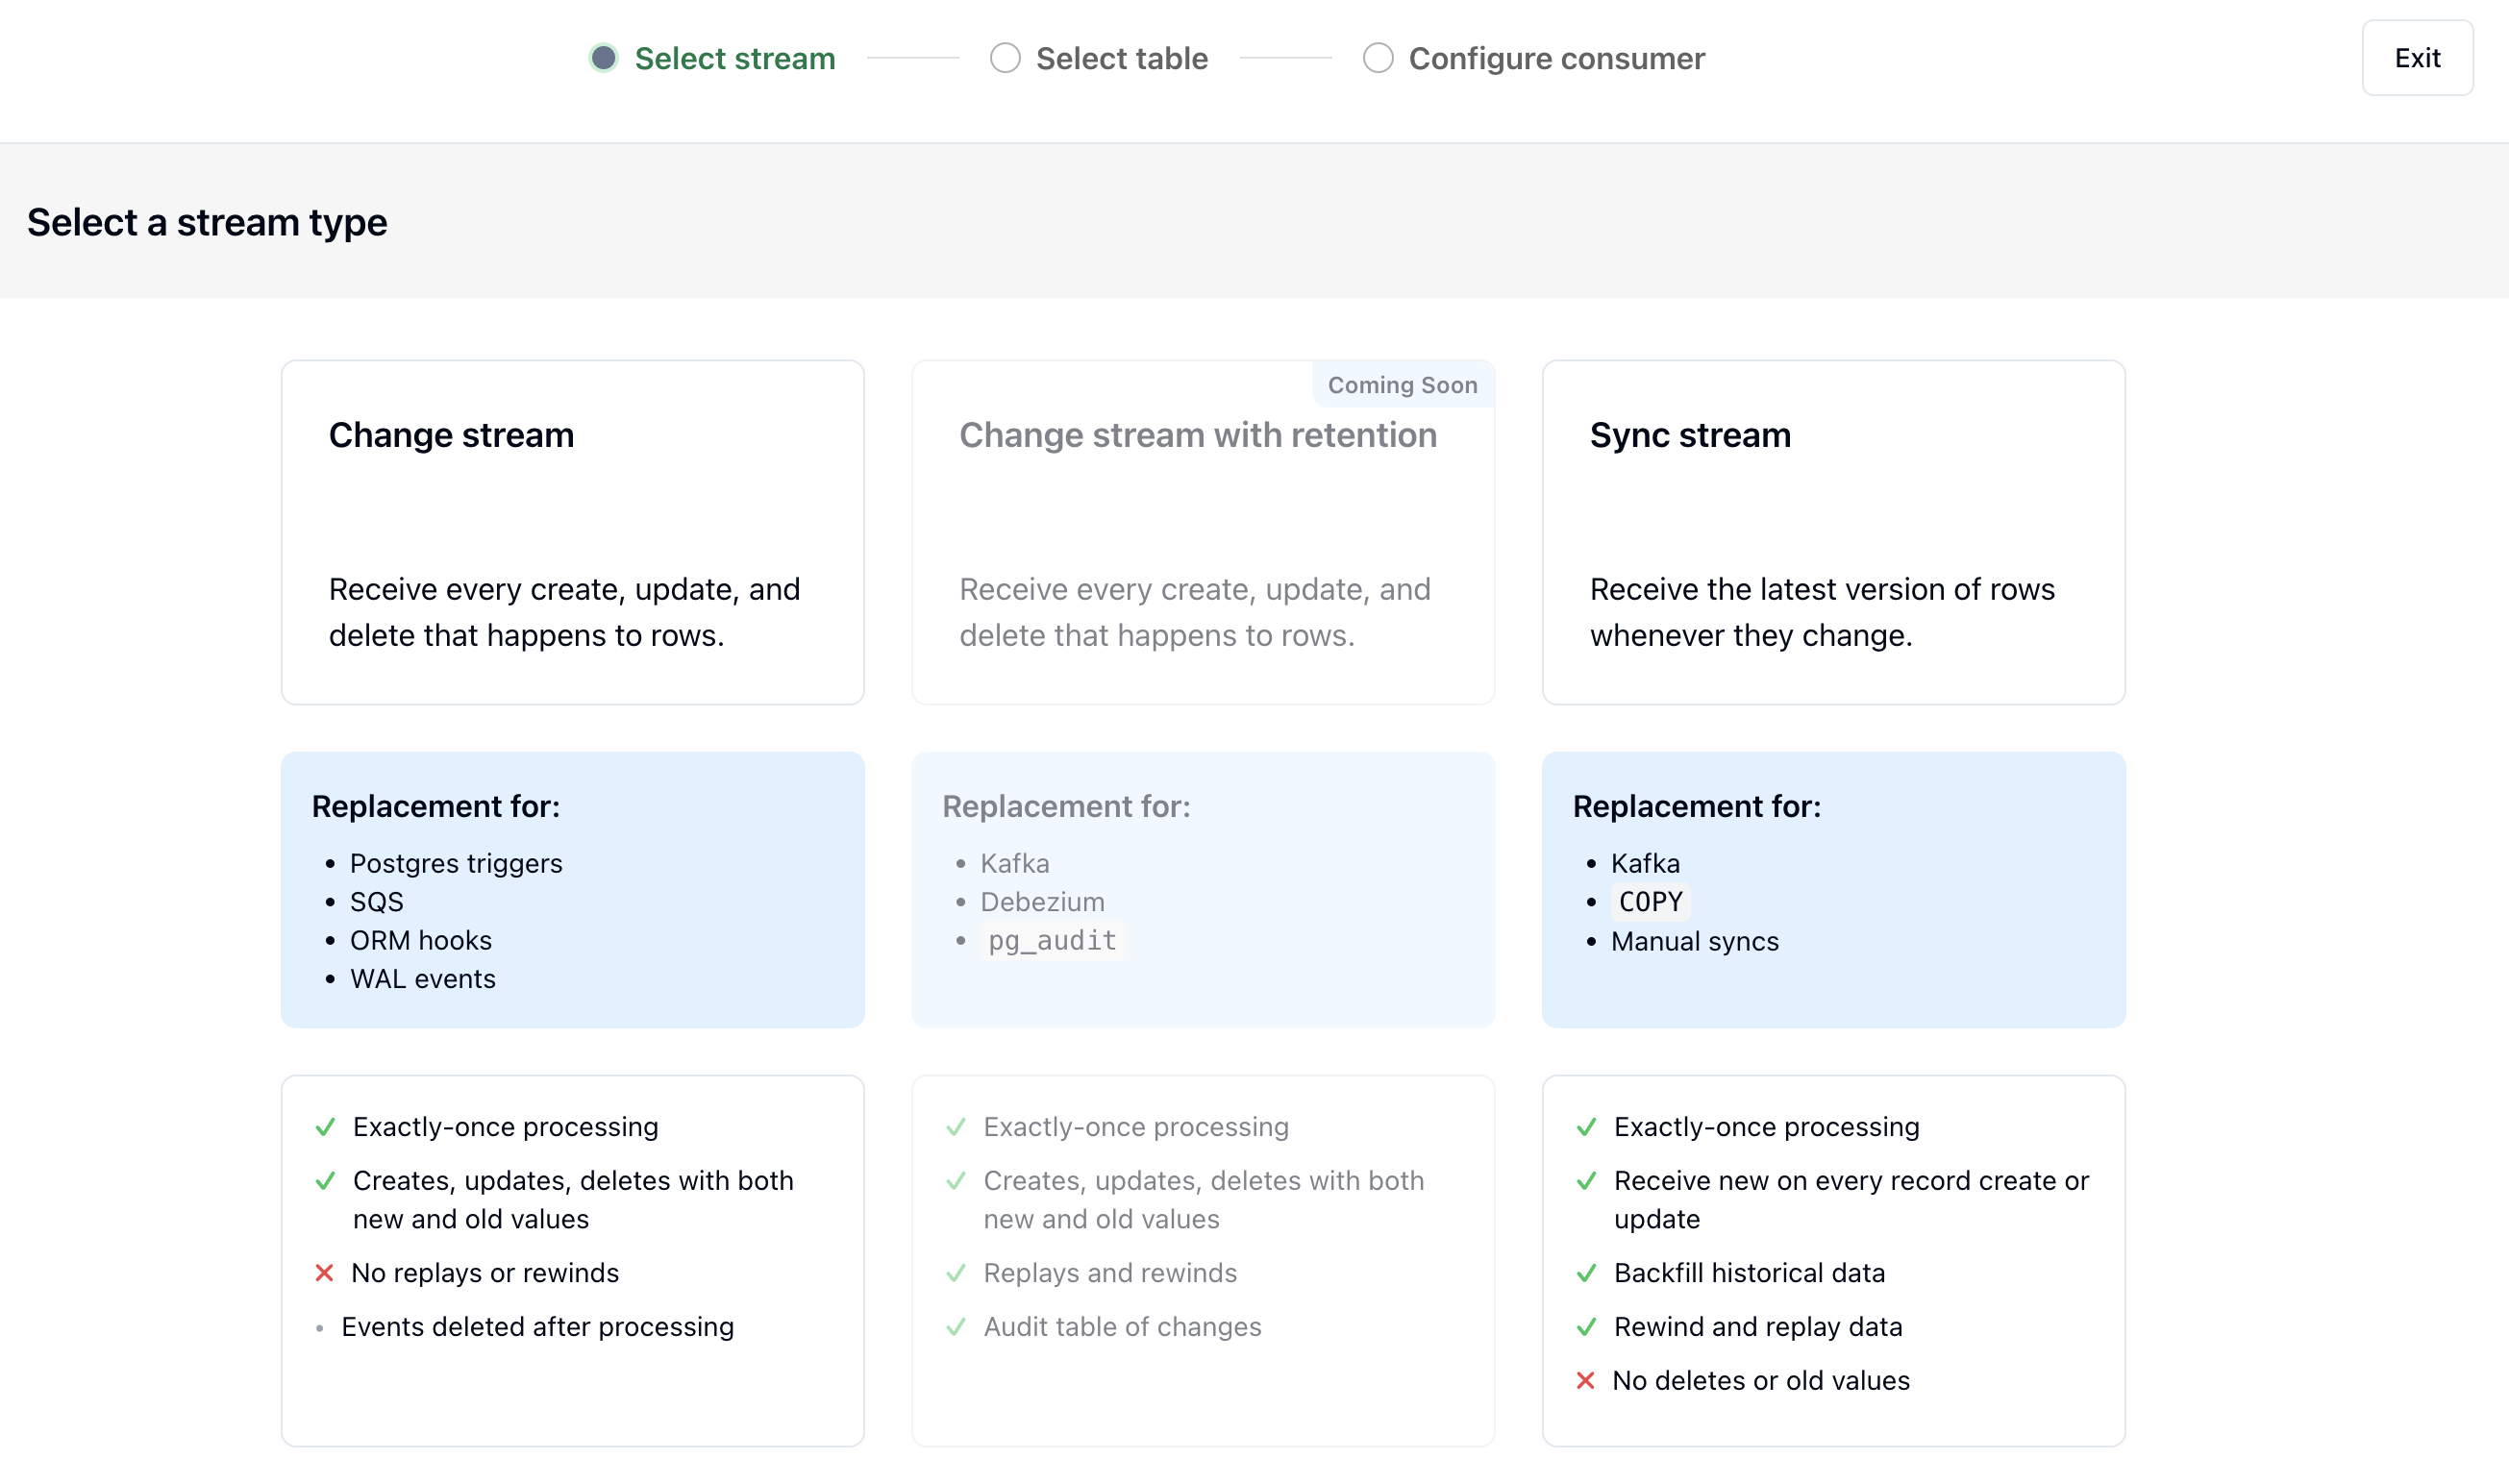 Select stream
Select table
Configure consumer
Exit
Select a stream type
Change stream
Receive every create, update, and
delete that happens to rows.
Coming Soon
Change stream with retention
Receive every create, update, and
delete that happens to rows.
Sync stream
Receive the latest version of rows
whenever they change.
Replacement for:
• Postgres triggers
• SQS
• ORM hooks
• WAL events
Replacement for:
• Kafka
• Debezium
• pg_audit
Replacement for:
• Kafka
• COPY
• Manual syncs
Exactly-once processing
Creates, updates, deletes with both
new and old values
No replays or rewinds
• Events deleted after processing
Exactly-once processing
Creates, updates, deletes with both
new and old values
Replays and rewinds
Audit table of changes
Exactly-once processing
Receive new on every record create or
update
Backfill historical data
Rewind and replay data
No deletes or old values